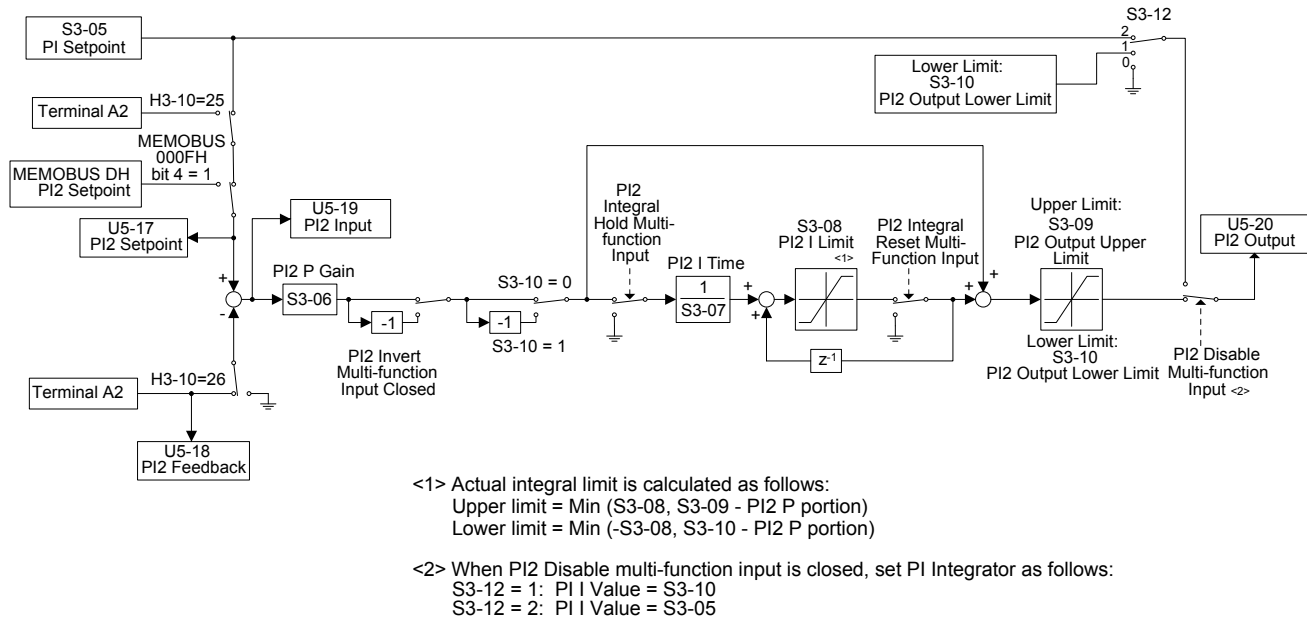 S3-05
PI Setpoint
S3-12
2
1
0
Lower Limit:
S3-10
PI2 Output Lower Limit
H3-10=25
Terminal A2
MEMOBUS
000FH
bit 4 = 1
MEMOBUS DH
PI2 Setpoint
U5-17
PI2 Setpoint
U5-19
PI2 Input
PI2
Integral
Hold Multi-
function
Input
S3-08
PI2 I Limit
<1>
PI2 Integral
Reset Multi-
Function Input
Upper Limit:
S3-09
PI2 Output Upper
Limit
U5-20
PI2 Output
+
-
PI2 P Gain
S3-06
-1
PI2 Invert
Multi-function
Input Closed
S3-10 = 0
-1
S3-10 = 1
PI2 I Time
1
S3-07
+
+
z-1
+
+
Lower Limit:
S3-10
PI2 Output Lower Limit
PI2 Disable
Multi-function
Input <2>
Terminal A2
H3-10=26
U5-18
PI2 Feedback
<1> Actual integral limit is calculated as follows:
Upper limit = Min (S3-08, S3-09 - PI2 P portion)
Lower limit = Min (-S3-08, S3-10 - PI2 P portion)
<2> When PI2 Disable multi-function input is closed, set PI Integrator as follows:
S3-12 = 1: PI I Value = S3-10
S3-12 = 2: PI I Value = S3-05